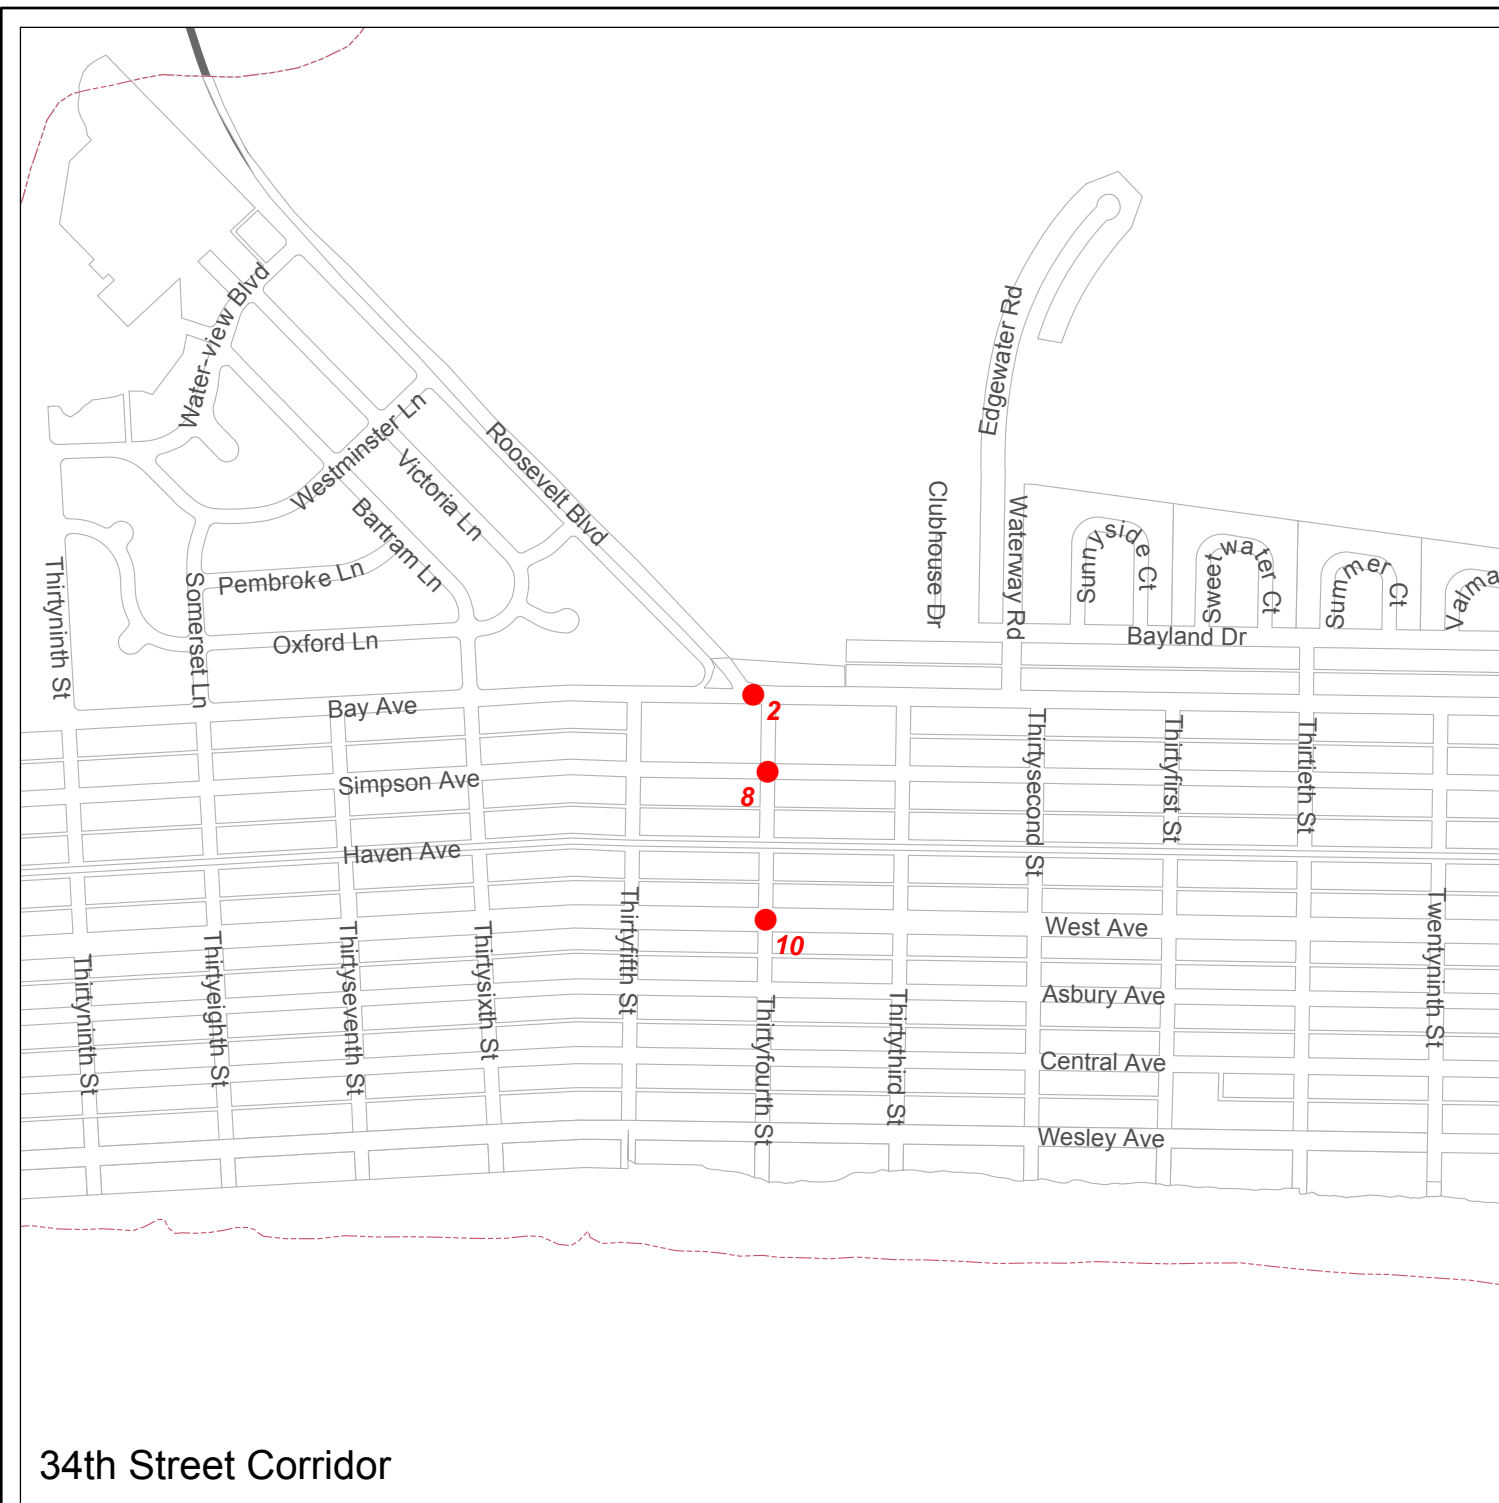 Water-view Blvd
Edgewater Rd
Westminster Ln
Roosevelt Blvd
Victoria Ln
Bartram Ln
Clubhouse Dr
Waterway Rd
Sunnyside Ct
Sweetwater Ct
Summer Ct
Valma
Thirtyninth St
Somerset Ln
Pembroke Ln
Oxford Ln
Bayland Dr
Bay Ave
2
Thirtysecond St
Thirtyfirst St
Thirtieth St
Simpson Ave
8
Haven Ave
Thirtyfifth St
West Ave
Twentyninth St
10
Thirtyninth St
Thirtyeighth St
Thirtyseventh St
Thirtysixth St
Asbury Ave
Thirtyfourth St
Thirtythird St
Central Ave
Wesley Ave
34th Street Corridor